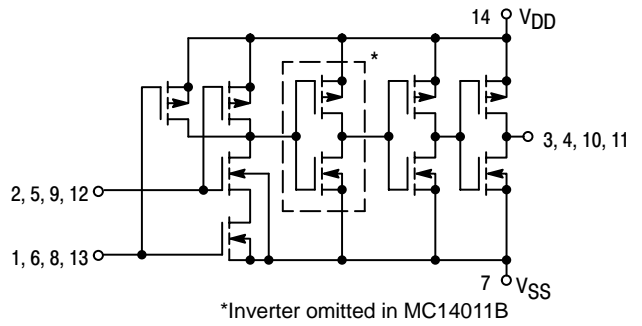 14 VDD
*
3, 4, 10, 11
2, 5, 9, 12
1, 6, 8, 13
7 VSS
*Inverter omitted in MC14011B